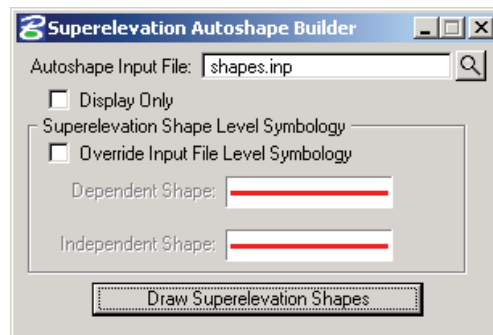 Superelevation Autoshape Builder
Autoshape Input File: shapes.inp
Display Only
Superelevation Shape Level Symbology
Override Input File Level Symbology
Dependent Shape:
Independent Shape:
Draw Superelevation Shapes